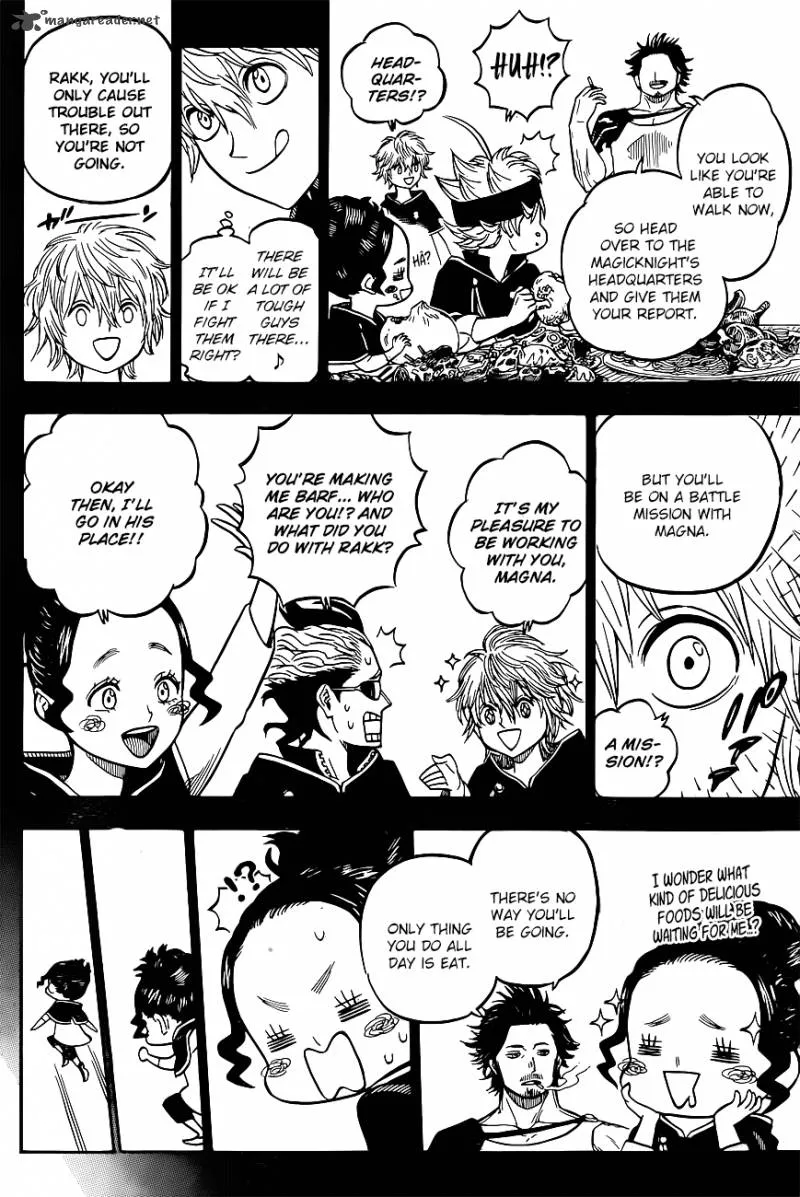 mangareader.net
YOU LOOK
LIKE YOU'RE
ABLE TO
WALK NOW,
SO HEAD
OVER TO THE
MAGICKNIGHT'S
HEADQUARTERS
AND GIVE THEM
YOUR REPORT.
HUH!?
HEAD-
QUAR-
TERS!?
HA?
THERE
WILL BE
A LOT OF
TOUGH
GUYS
THERE... ♪
IT'LL
BE OK
IF I
FIGHT
THEM
RIGHT?
RAKK, YOU'LL
ONLY CAUSE
TROUBLE OUT
THERE, SO
YOU'RE NOT
GOING.
ガーーン
BUT YOU'LL
BE ON A BATTLE
MISSION WITH
MAGNA.
A MIS-
SION!?
IT'S MY
PLEASURE TO
BE WORKING
WITH YOU,
MAGNA.
YOU'RE MAKING
ME BARF... WHO
ARE YOU!? AND
WHAT DID YOU
DO WITH RAKK?
OKAY
THEN, I'LL
GO IN HIS
PLACE!!
I WONDER WHAT
KIND OF DELICIOUS
FOODS WILL BE
WAITING FOR ME..?
THERE'S NO
WAY YOU'LL
BE GOING.
ONLY THING
YOU DO ALL
DAY IS EAT.
!?